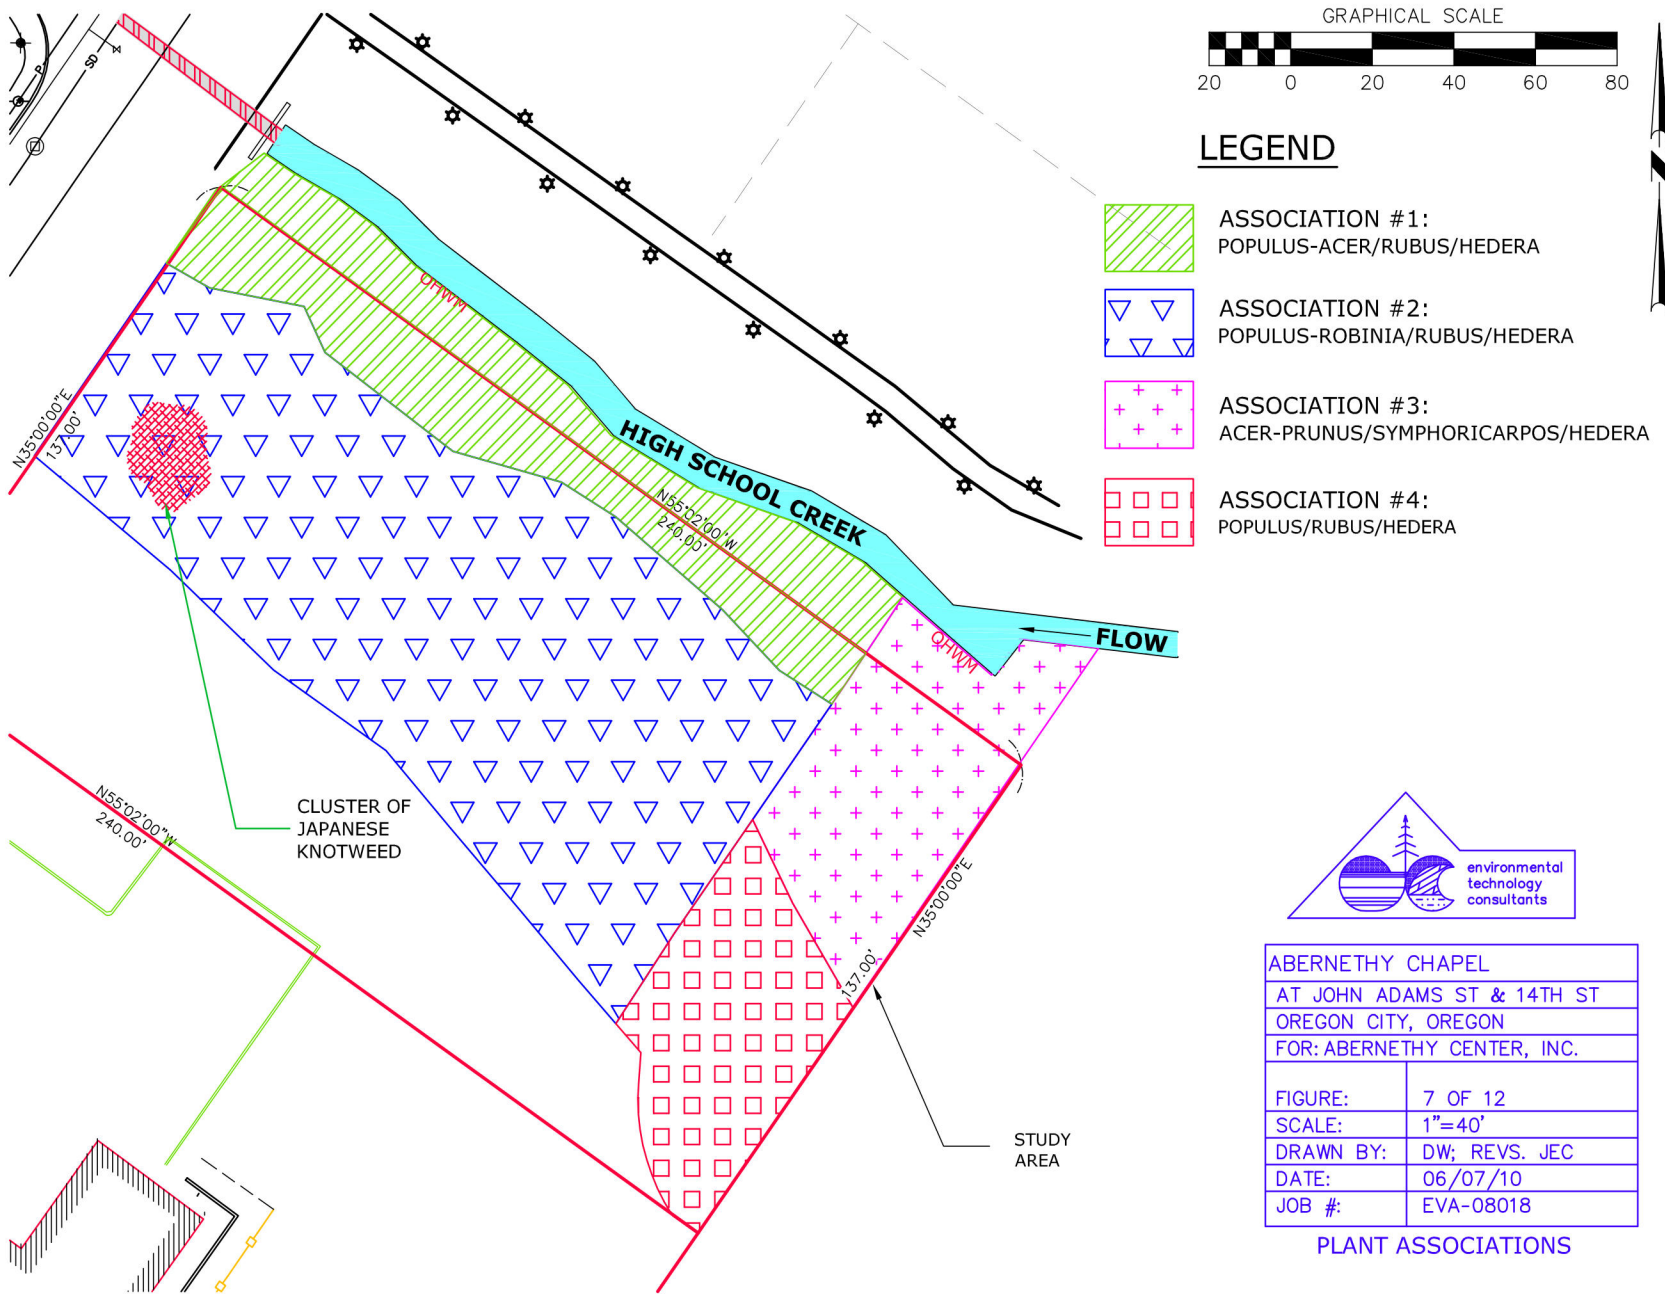 GRAPHICAL SCALE
20 0 20 40 60 80
LEGEND
ASSOCIATION #1:
POPULUS-ACER/RUBUS/HEDERA
ASSOCIATION #2:
POPULUS-ROBINIA/RUBUS/HEDERA
ASSOCIATION #3:
ACER-PRUNUS/SYMPHORICARPOS/HEDERA
ASSOCIATION #4:
POPULUS/RUBUS/HEDERA
P
SD
N
OHWM
HIGH SCHOOL CREEK
N55°02'00"W
240.00'
N35°00'00"E
137.00'
OHWM
FLOW
CLUSTER OF
JAPANESE
KNOTWEED
N55°02'00"W
240.00'
N35°00'00"E
137.00'
STUDY
AREA
environmental
technology
consultants
ABERNETHY CHAPEL
AT JOHN ADAMS ST & 14TH ST
OREGON CITY, OREGON
FOR: ABERNETHY CENTER, INC.
FIGURE: 7 OF 12
SCALE: 1"=40'
DRAWN BY: DW; REVS. JEC
DATE: 06/07/10
JOB #: EVA-08018
PLANT ASSOCIATIONS